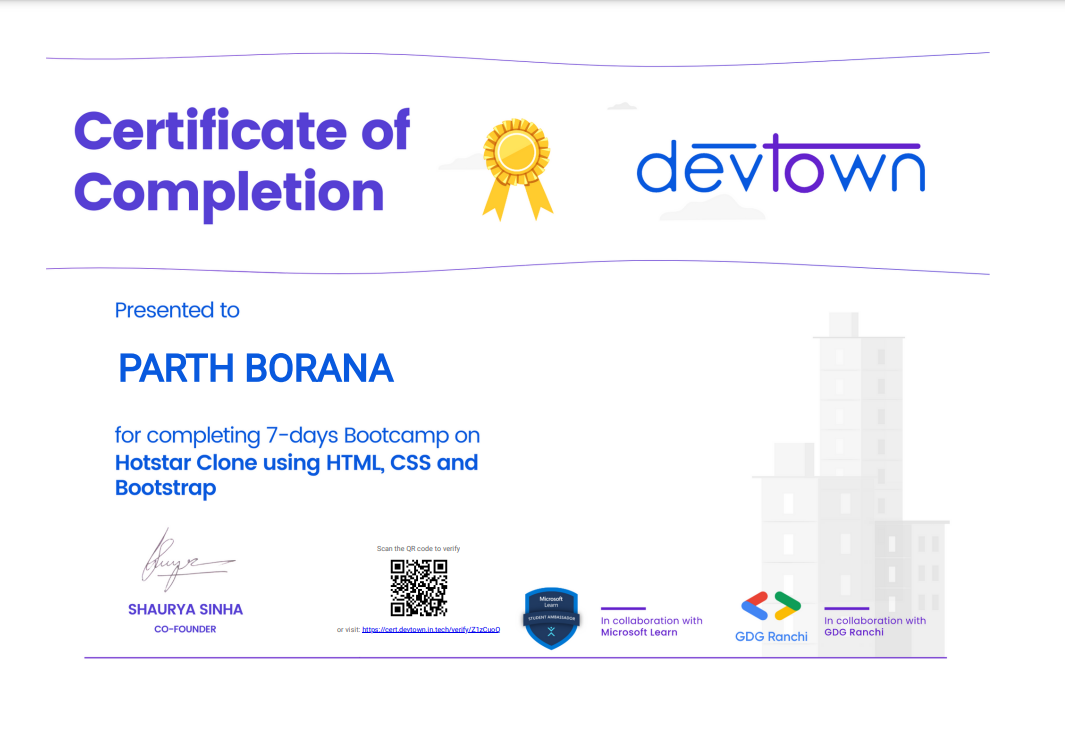 Certificate of
Completion
devtown
Presented to
PARTH BORANA
for completing 7-days Bootcamp on
Hotstar Clone using HTML, CSS and
Bootstrap
SHAURYA SINHA
CO-FOUNDER
Scan the QR code to verify
or visit: https://cert.devtown.in.tech/verify/Z1zCuoQ
Microsoft
Learn
STUDENT AMBASSADOR
In collaboration with
Microsoft Learn
GDG Ranchi
In collaboration with
GDG Ranchi